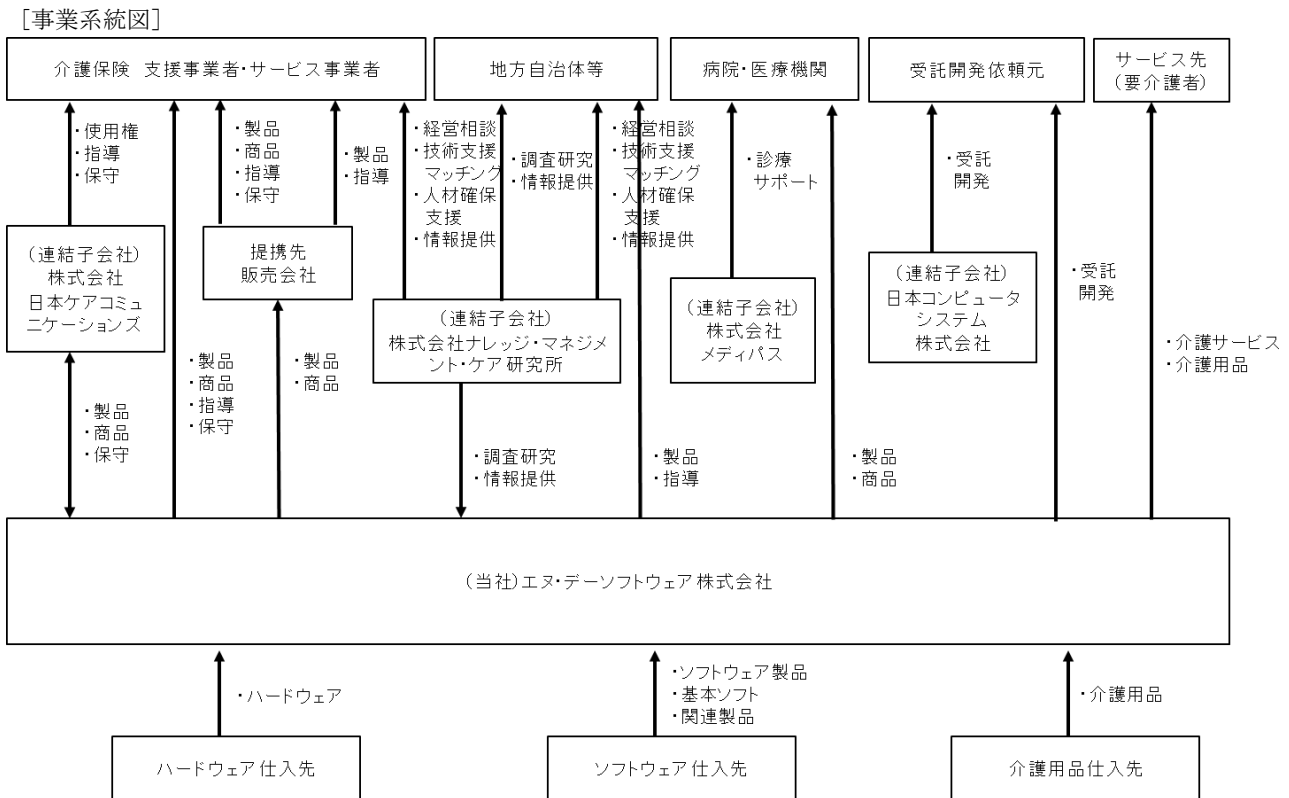 [事業系統図]
介護保険 支援事業者・サービス事業者
地方自治体等
病院・医療機関
受託開発依頼元
サービス先
(要介護者)
・使用権
・指導
・保守
・製品
・商品
・指導
・保守
・製品
・指導
・経営相談
・技術支援
マッチング
・人材確保
支援
・情報提供
・調査研究
・情報提供
・経営相談
・技術支援
マッチング
・人材確保
支援
・情報提供
・診療
サポート
・受託
開発
(連結子会社)
株式会社
日本ケアコミュ
ニケーションズ
提携先
販売会社
(連結子会社)
株式会社ナレッジ・マネジメ
ント・ケア研究所
(連結子会社)
株式会社
メディパス
(連結子会社)
日本コンピュータ
システム
株式会社
・受託
開発
・介護サービス
・介護用品
・製品
・商品
・保守
・製品
・商品
・指導
・保守
・製品
・商品
・調査研究
・情報提供
・製品
・指導
・製品
・商品
(当社)エヌ・デーソフトウェア株式会社
・ハードウェア
・ソフトウェア製品
・基本ソフト
・関連製品
・介護用品
ハードウェア仕入先
ソフトウェア仕入先
介護用品仕入先